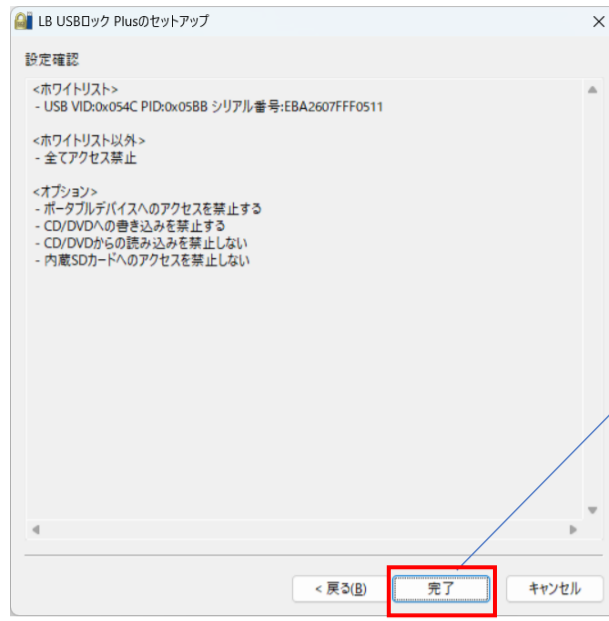 LB USBロック Plusのセットアップ
設定確認
<ホワイトリスト>
- USB VID:0x054C PID:0x05BB シリアル番号:EBA2607FFF0511
<ホワイトリスト以外>
- 全てアクセス禁止
<オプション>
- ポータブルデバイスへのアクセスを禁止する
- CD/DVDへの書き込みを禁止する
- CD/DVDからの読み込みを禁止しない
- 内蔵SDカードへのアクセスを禁止しない
< 戻る(B) 完了 キャンセル